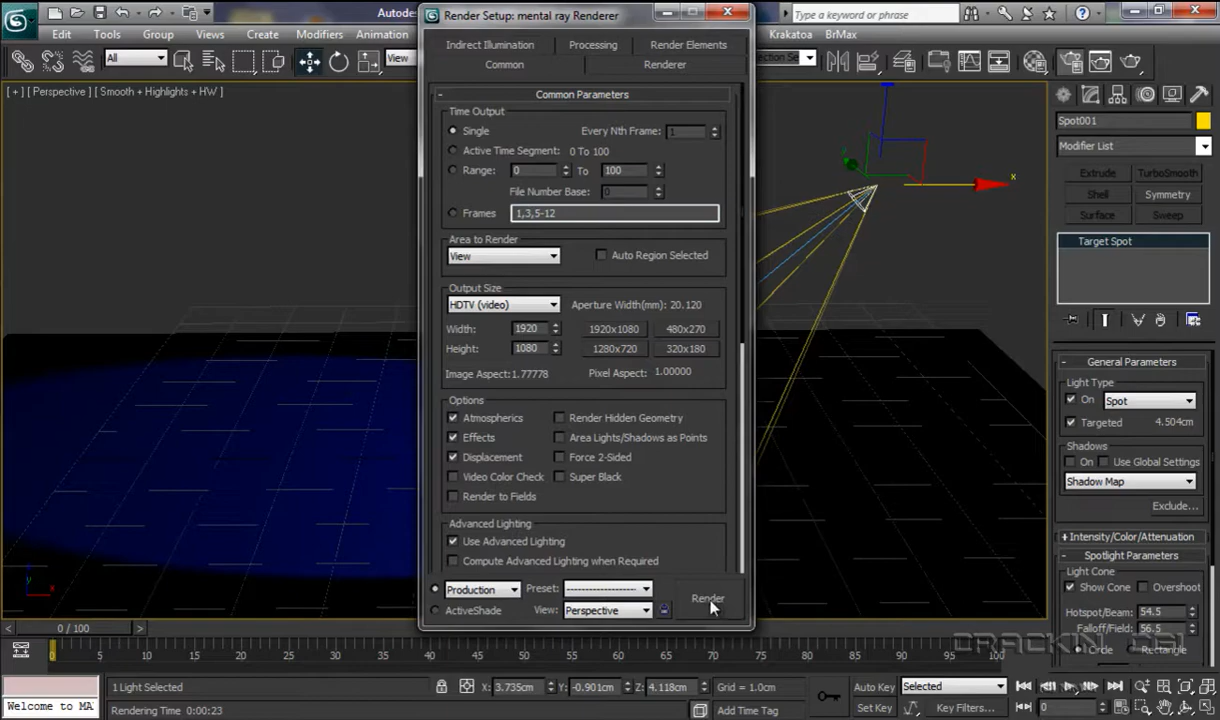 Autodes
Render Setup: mental ray Renderer
Type a keyword or phrase
Edit Tools Group Views Create Modifiers Animation
Krakatoa BrMax
All
View
[ + ] [ Perspective ] [ Smooth + Highlights + HW ]
Indirect Illumination Processing Render Elements
Common Renderer
- Common Parameters
Time Output
Single Every Nth Frame: 1
Active Time Segment: 0 To 100
Range: 0 To 100
File Number Base: 0
Frames 1,3,5-12
Area to Render
View Auto Region Selected
Output Size
HDTV (video) Aperture Width(mm): 20.120
Width: 1920 1920x1080 480x270
Height: 1080 1280x720 320x180
Image Aspect: 1.77778 Pixel Aspect: 1.00000
Options
Atmospherics Render Hidden Geometry
Effects Area Lights/Shadows as Points
Displacement Force 2-Sided
Video Color Check Super Black
Render to Fields
Advanced Lighting
Use Advanced Lighting
Compute Advanced Lighting when Required
Production Preset: Render
ActiveShade View: Perspective
x
Spot001
Modifier List
Extrude TurboSmooth
Shell Symmetry
Surface Sweep
Target Spot
- General Parameters
Light Type
On Spot
Targeted 4.504cm
Shadows
On Use Global Settings
Shadow Map
Exclude...
+ Intensity/Color/Attenuation
- Spotlight Parameters
Light Cone
Show Cone Overshoot
Hotspot/Beam: 54.5
Falloff/Field: 56.5
Circle Rectangle
CRACKIN CGI
y x
< 0 / 100 >
0 5 10 15 20 25 30 35 40 45 50 55 60 65 70 75 80 85 90 95 100
1 Light Selected X: 3.735cm Y: -0.901cm Z: 4.118cm Grid = 1.0cm Auto Key Selected
Welcome to MA Rendering Time 0:00:23 Add Time Tag Set Key Key Filters... 0